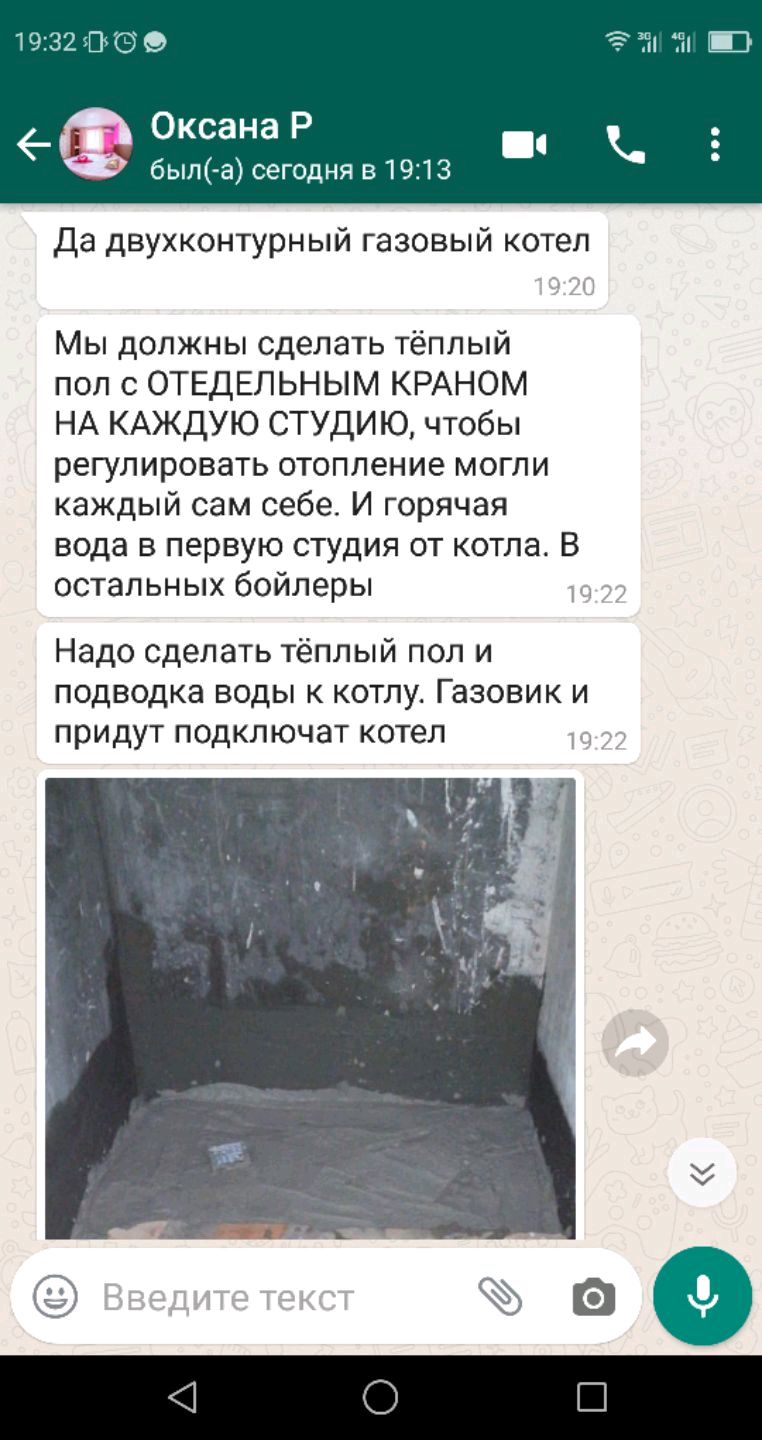 19:32
3G
4G
Оксана Р
был(-а) сегодня в 19:13
Да двухконтурный газовый котел
19:20
Мы должны сделать тёплый
пол с ОТЕДЕЛЬНЫМ КРАНОМ
НА КАЖДУЮ СТУДИЮ, чтобы
регулировать отопление могли
каждый сам себе. И горячая
вода в первую студия от котла. В
остальных бойлеры
19:22
Надо сделать тёплый пол и
подводка воды к котлу. Газовик и
придут подключат котел
19:22
Введите текст